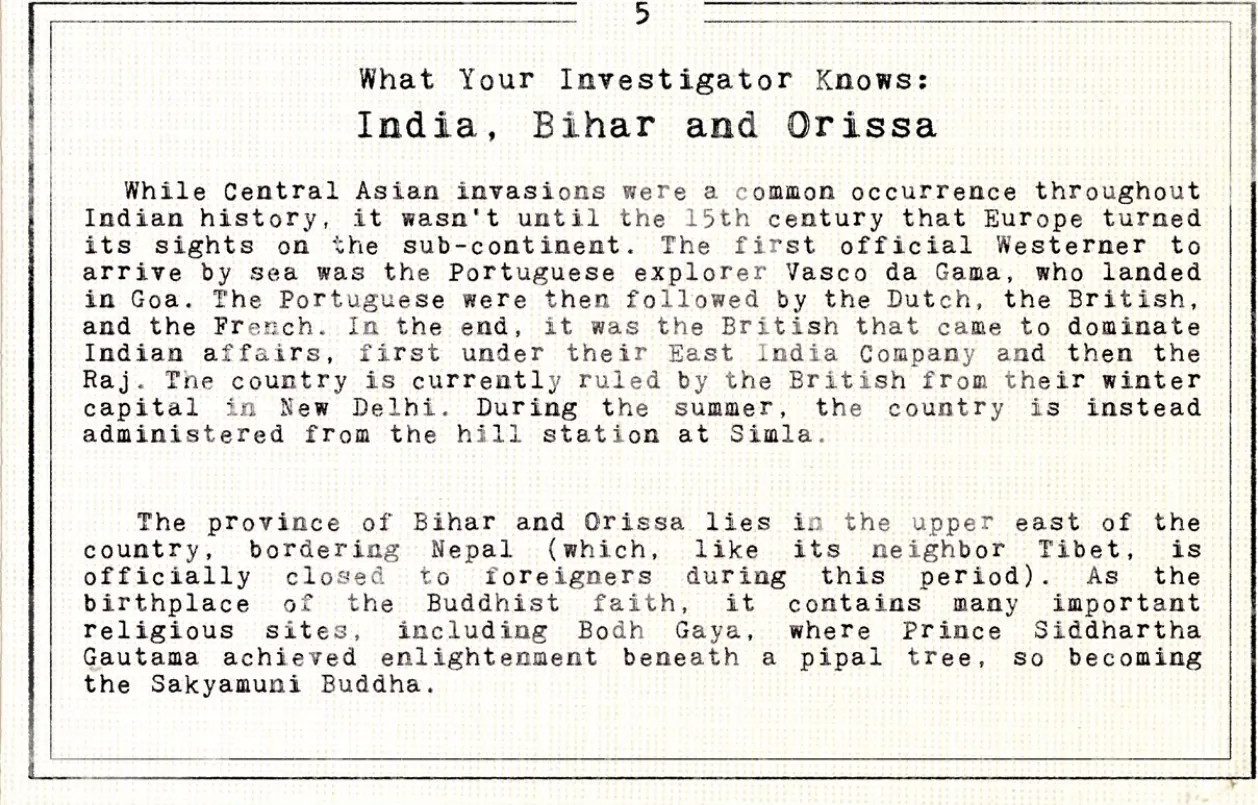 5
What Your Investigator Knows:
India, Bihar and Orissa
While Central Asian invasions were a common occurrence throughout
Indian history, it wasn't until the 15th century that Europe turned
its sights on the sub-continent. The first official Westerner to
arrive by sea was the Portuguese explorer Vasco da Gama, who landed
in Goa. The Portuguese were then followed by the Dutch, the British,
and the French. In the end, it was the British that came to dominate
Indian affairs, first under their East India Company and then the
Raj. The country is currently ruled by the British from their winter
capital in New Delhi. During the summer, the country is instead
administered from the hill station at Simla.
The province of Bihar and Orissa lies in the upper east of the
country, bordering Nepal (which, like its neighbor Tibet, is
officially closed to foreigners during this period). As the
birthplace of the Buddhist faith, it contains many important
religious sites, including Bodh Gaya, where Prince Siddhartha
Gautama achieved enlightenment beneath a pipal tree, so becoming
the Sakyamuni Buddha.